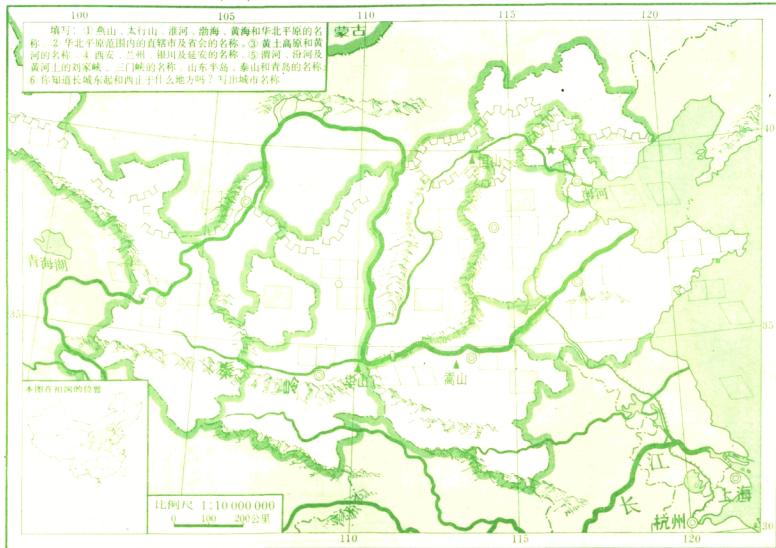 100 105 110 115 120
填写：① 燕山、太行山、淮河、渤海、黄海和华北平原的名
称 2 华北平原范围内的直辖市及省会的名称、③ 黄土高原和黄
河的名称、4 西安、兰州、银川及延安的名称、⑤ 渭河、汾河及
黄河上的刘家峡、三门峡的名称 山东半岛、泰山和青岛的名称
6 你知道长城东起和西止于什么地方吗？写出城市名称
蒙古
40
恒山
海河
青海湖
35
35
秦
岭
华山
嵩山
本图在祖国的位置
江
长
上海
杭州
比例尺 1:10 000 000
0 100 200公里
30
110 115 120